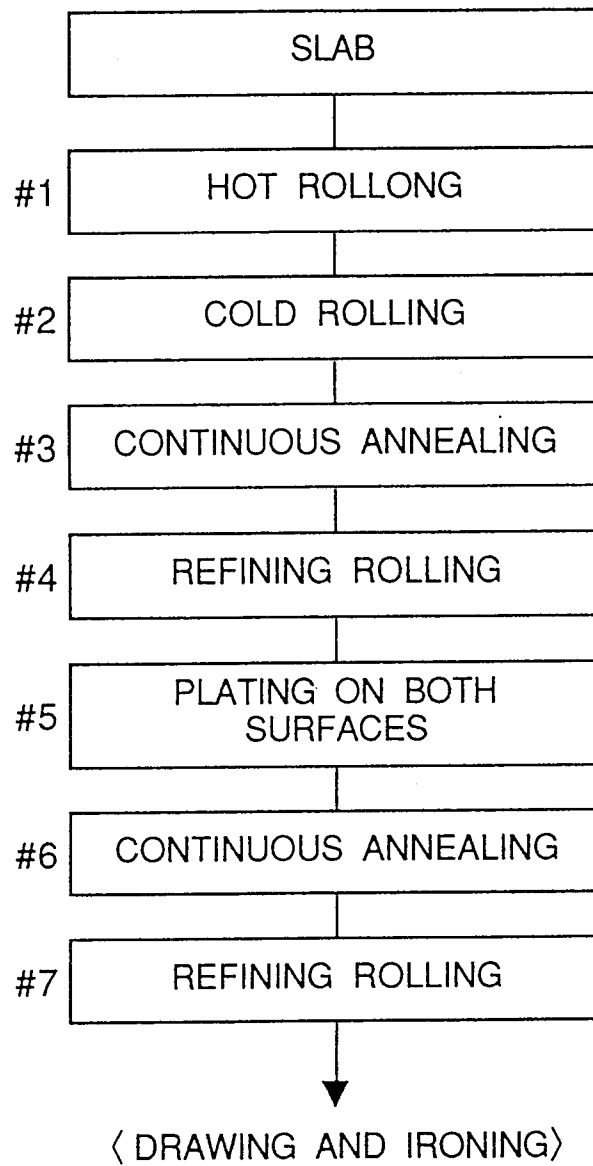 SLAB
#1 HOT ROLLONG
#2 COLD ROLLING
#3 CONTINUOUS ANNEALING
#4 REFINING ROLLING
#5 PLATING ON BOTH
SURFACES
#6 CONTINUOUS ANNEALING
#7 REFINING ROLLING
〈DRAWING AND IRONING〉